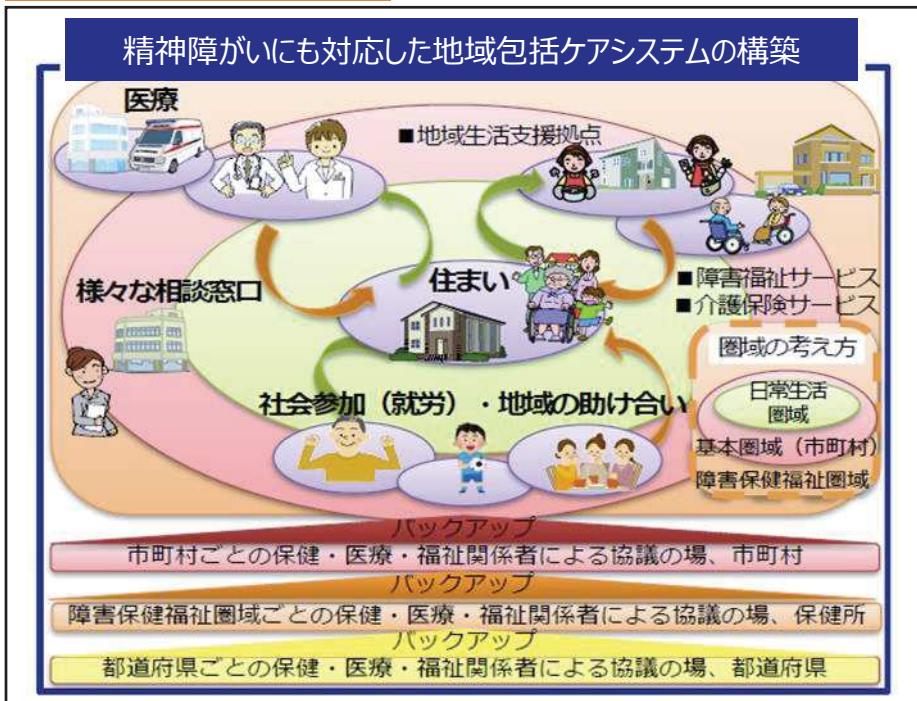 精神障がいにも対応した地域包括ケアシステムの構築
医療
■地域生活支援拠点
様々な相談窓口
住まい
■障害福祉サービス
■介護保険サービス
圏域の考え方
日常生活
圏域
基本圏域（市町村）
障害保健福祉圏域
社会参加（就労）・地域の助け合い
バックアップ
市町村ごとの保健・医療・福祉関係者による協議の場、市町村
バックアップ
障害保健福祉圏域ごとの保健・医療・福祉関係者による協議の場、保健所
バックアップ
都道府県ごとの保健・医療・福祉関係者による協議の場、都道府県